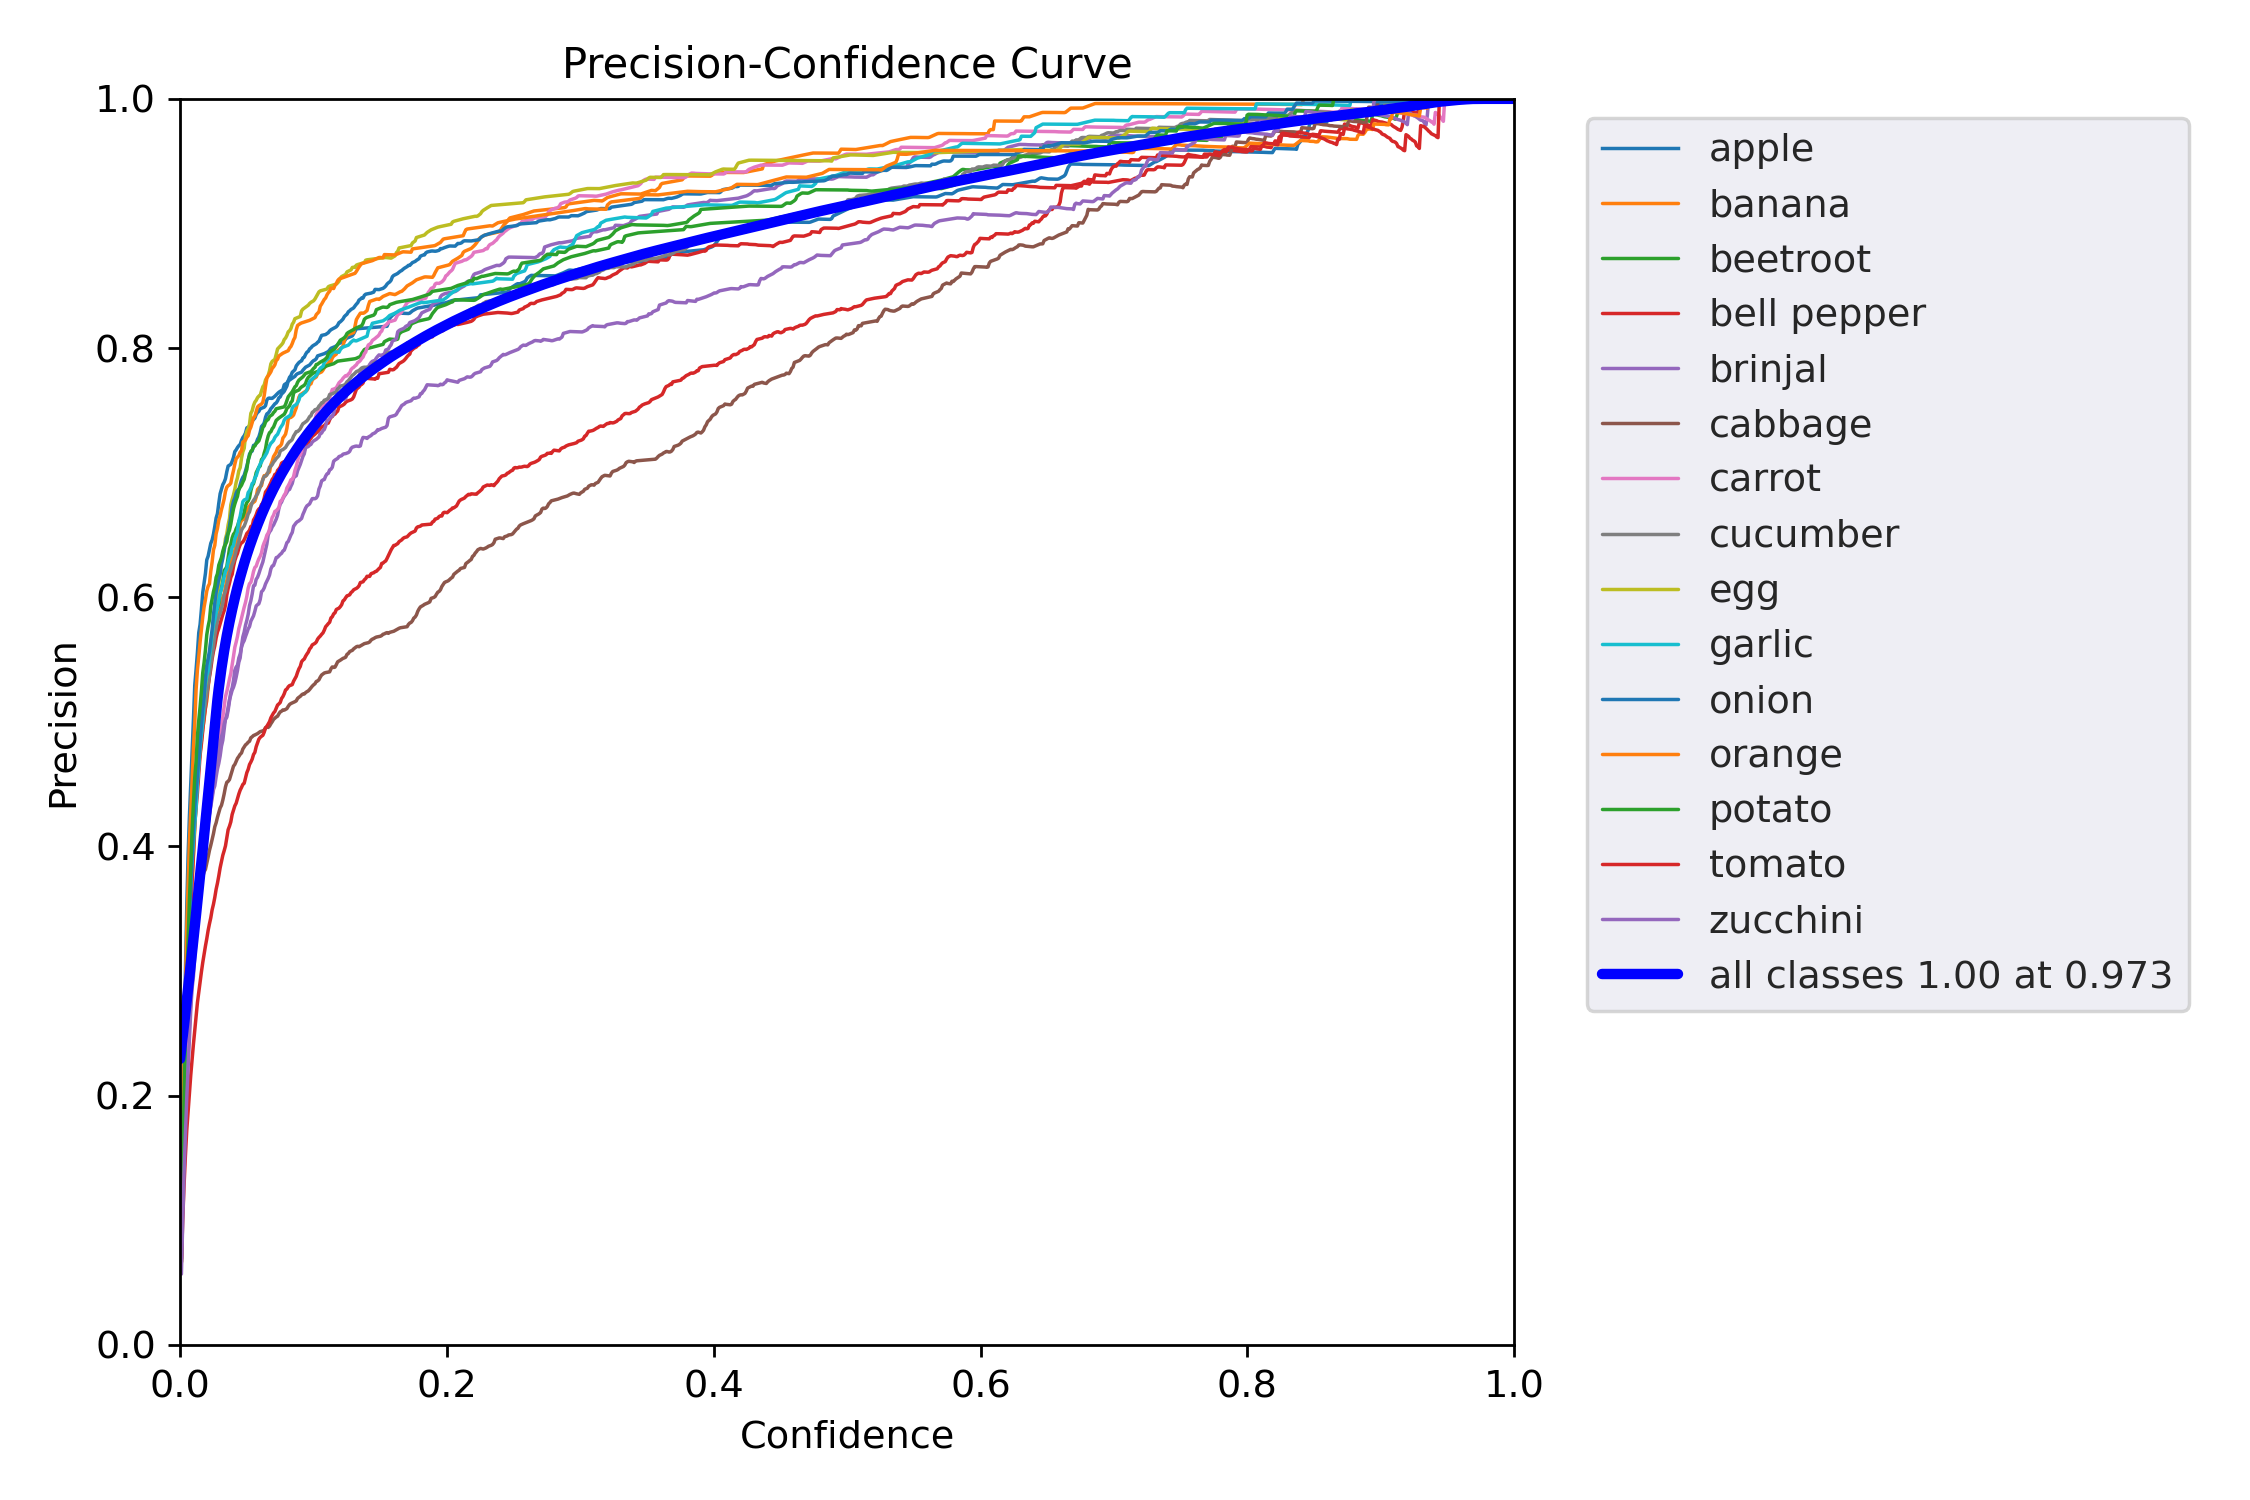 Precision-Confidence Curve
1.0
0.8
0.6
0.4
0.2
0.0
Precision
0.0 0.2 0.4 0.6 0.8 1.0
Confidence
apple
banana
beetroot
bell pepper
brinjal
cabbage
carrot
cucumber
egg
garlic
onion
orange
potato
tomato
zucchini
all classes 1.00 at 0.973